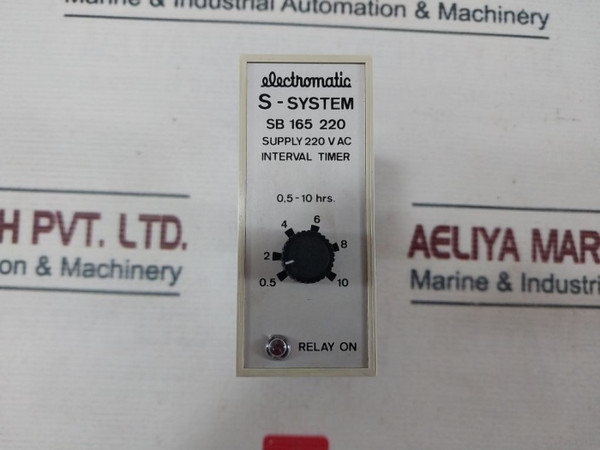 Marine & Industrial Automation & Machinery
electromatic
S - SYSTEM
SB 165 220
SUPPLY 220 V AC
INTERVAL TIMER
0.5 - 10 hrs.
4 6
2 8
0.5 10
RELAY ON
H PVT. LTD.
on & Machinery
AELIYA MAR
Marine & Industri